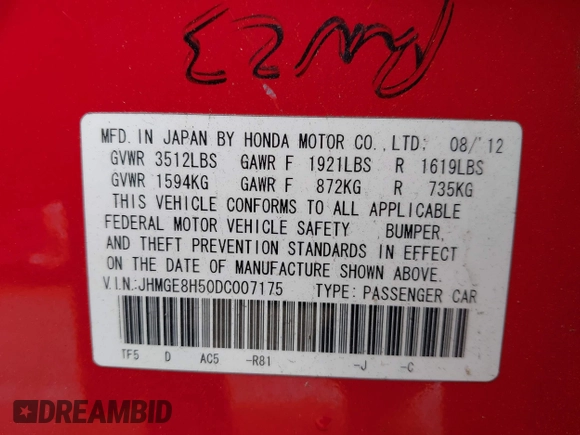 MFD. IN JAPAN BY HONDA MOTOR CO., LTD. 08/'12
GVWR 3512LBS GAWR F 1921LBS R 1619LBS
GVWR 1594KG GAWR F 872KG R 735KG
THIS VEHICLE CONFORMS TO ALL APPLICABLE
FEDERAL MOTOR VEHICLE SAFETY BUMPER,
AND THEFT PREVENTION STANDARDS IN EFFECT
ON THE DATE OF MANUFACTURE SHOWN ABOVE.
V.I.N.:JHMGE8H50DC007175 TYPE: PASSENGER CAR
TF5 D AC5 -R81 -J -C
DREAMBID